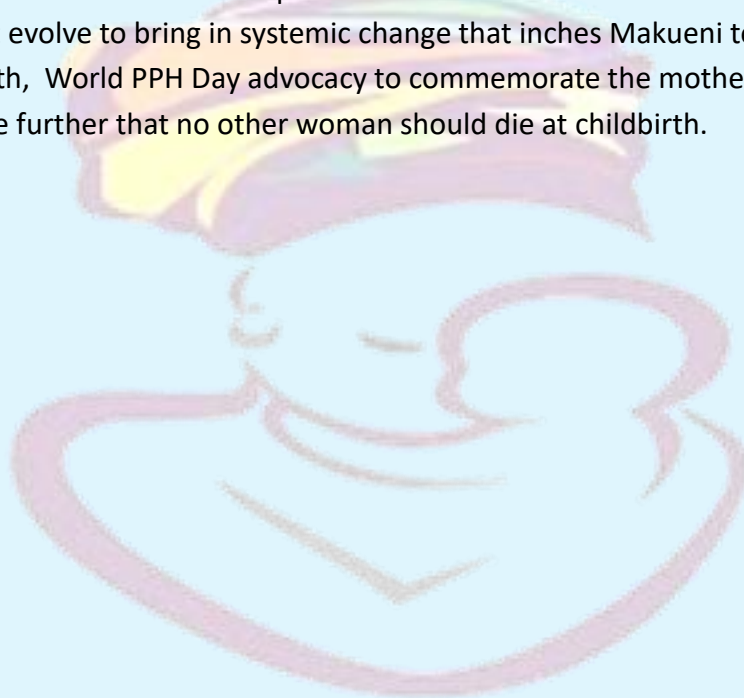 evolve to bring in systemic change that inches Makueni
th, World PPH Day advocacy to commemorate the mothe
e further that no other woman should die at childbirth.